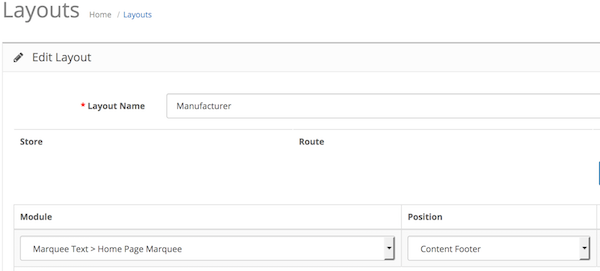 Layouts Home / Layouts
Edit Layout
* Layout Name Manufacturer
Store Route
Module Position
Marquee Text > Home Page Marquee Content Footer